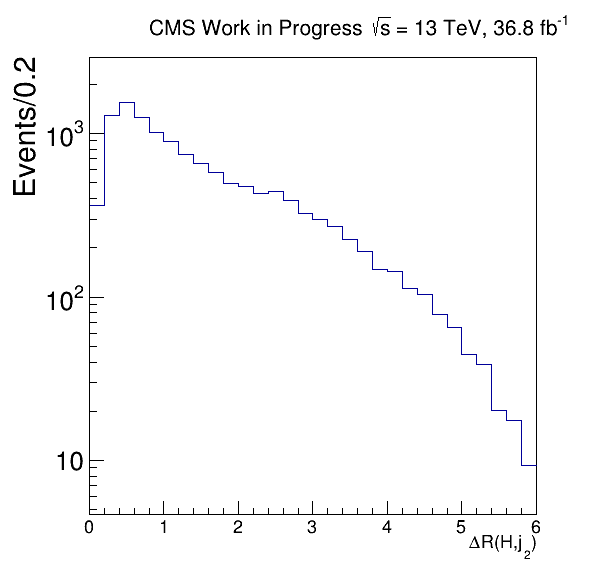 CMS Work in Progress √s = 13 TeV, 36.8 fb⁻¹
Events/0.2
10³
10²
10
0 1 2 3 4 5 6
ΔR(H,j₂)